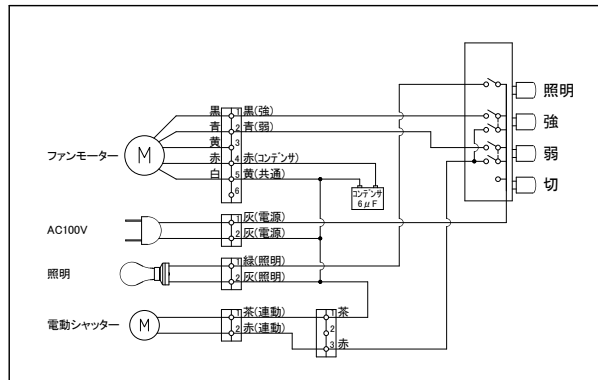 照明
黒 1 黒(強)
強
青 2 青(弱)
黄 3
弱
ファンモーター M 赤 4 赤(コンデンサ)
白 5 黄(共通)
6
コンデンサ
6μF
切
AC100V 1 灰(電源)
2 灰(電源)
照明 1 緑(照明)
2 灰(照明)
電動シャッター M 1 茶(連動) 1 茶
2 赤(連動) 2
3 赤